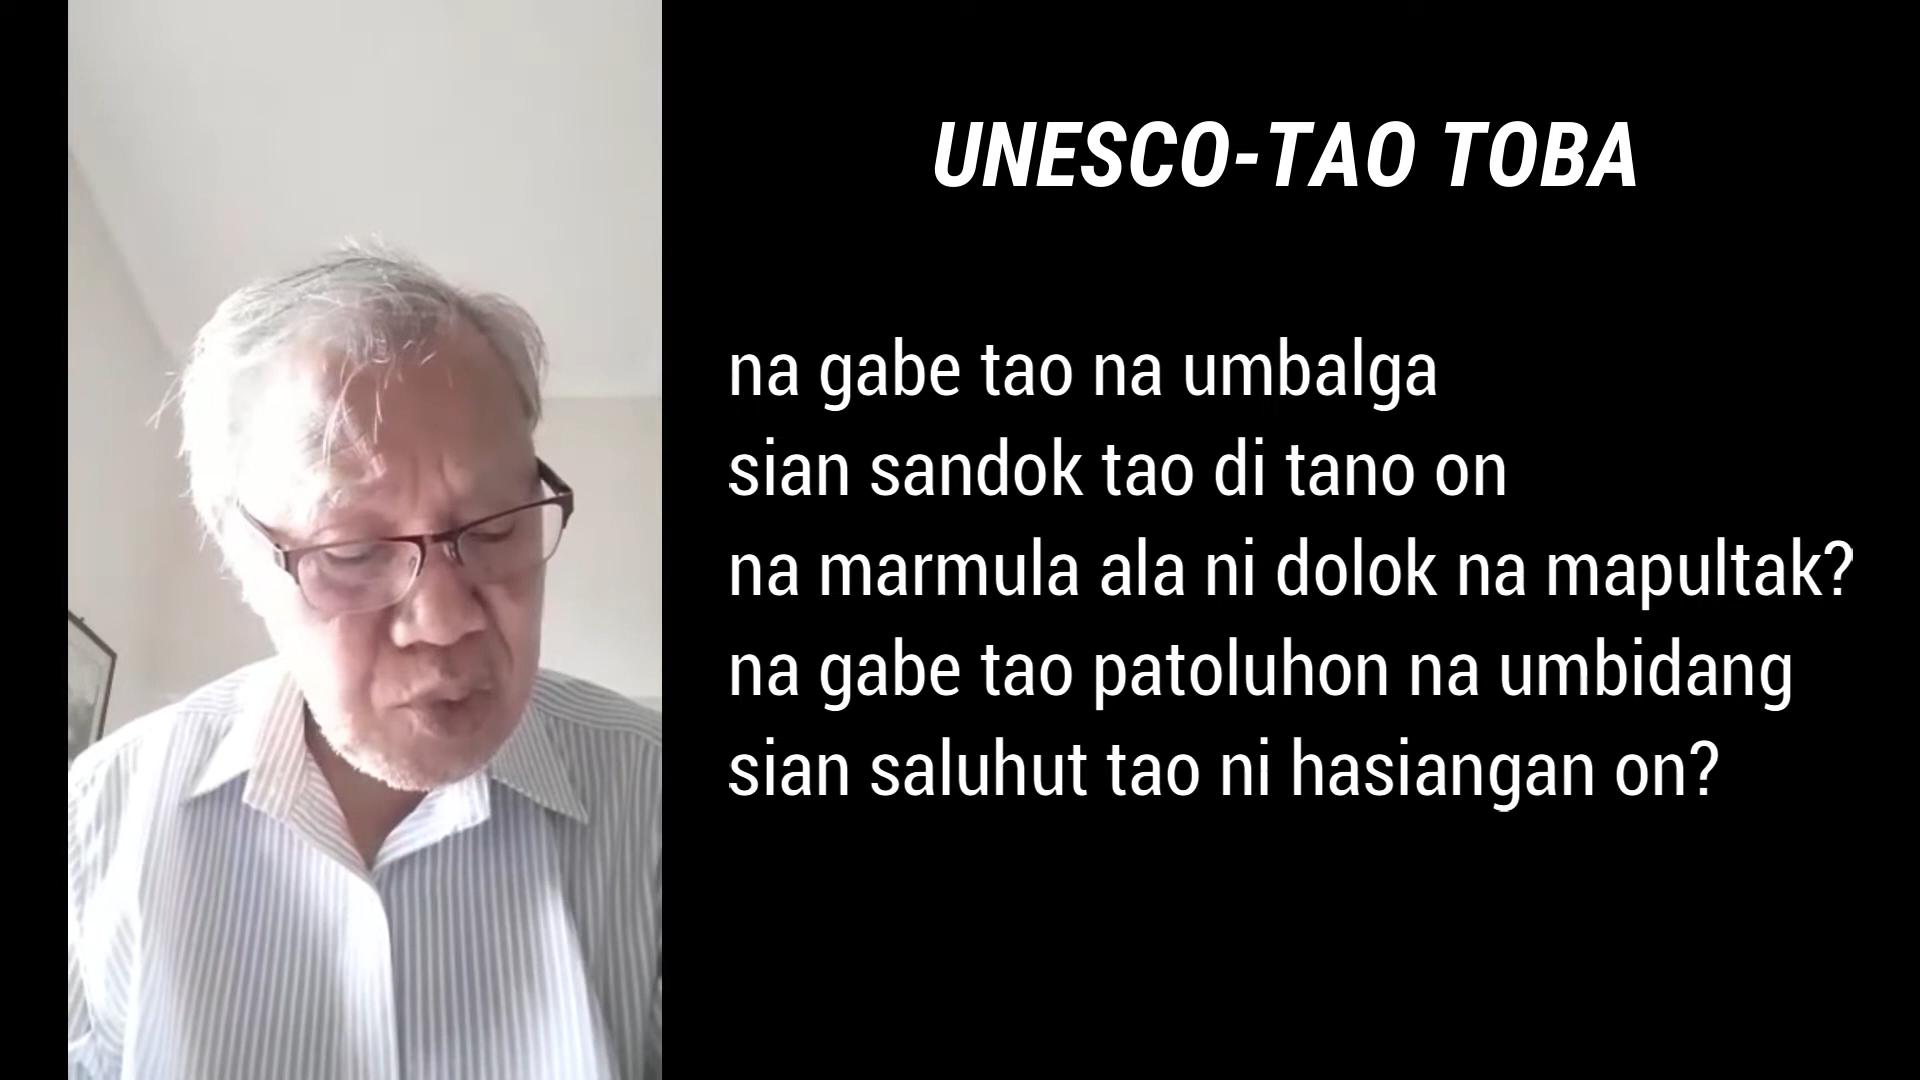 UNESCO-TAO TOBA
na gabe tao na umbalga
sian sandok tao di tano on
na marmula ala ni dolok na mapultak?
na gabe tao patoluhon na umbidang
sian saluhut tao ni hasiangan on?